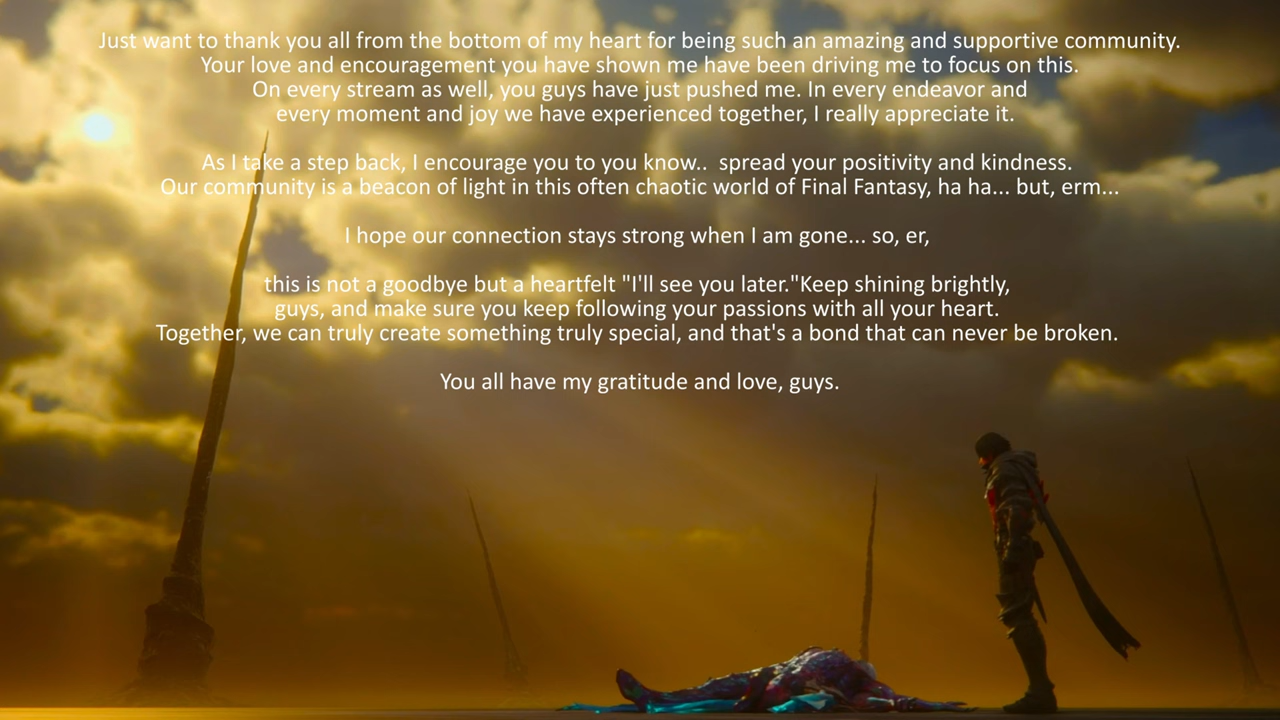 Just want to thank you all from the bottom of my heart for being such an amazing and supportive community.
Your love and encouragement you have shown me have been driving me to focus on this.
On every stream as well, you guys have just pushed me. In every endeavor and
every moment and joy we have experienced together, I really appreciate it.
As I take a step back, I encourage you to you know..  spread your positivity and kindness.
Our community is a beacon of light in this often chaotic world of Final Fantasy, ha ha... but, erm...
I hope our connection stays strong when I am gone... so, er,
this is not a goodbye but a heartfelt "I'll see you later."Keep shining brightly,
guys, and make sure you keep following your passions with all your heart.
Together, we can truly create something truly special, and that's a bond that can never be broken.
You all have my gratitude and love, guys.